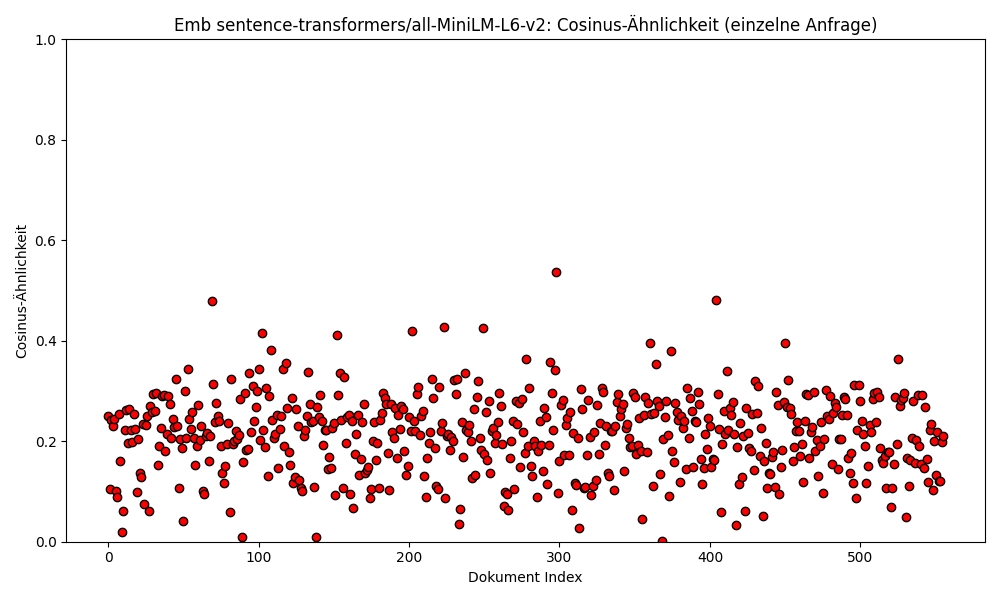 Emb sentence-transformers/all-MiniLM-L6-v2: Cosinus-Ähnlichkeit (einzelne Anfrage)
1.0
0.8
0.6
0.4
0.2
0.0
Cosinus-Ähnlichkeit
0 100 200 300 400 500
Dokument Index